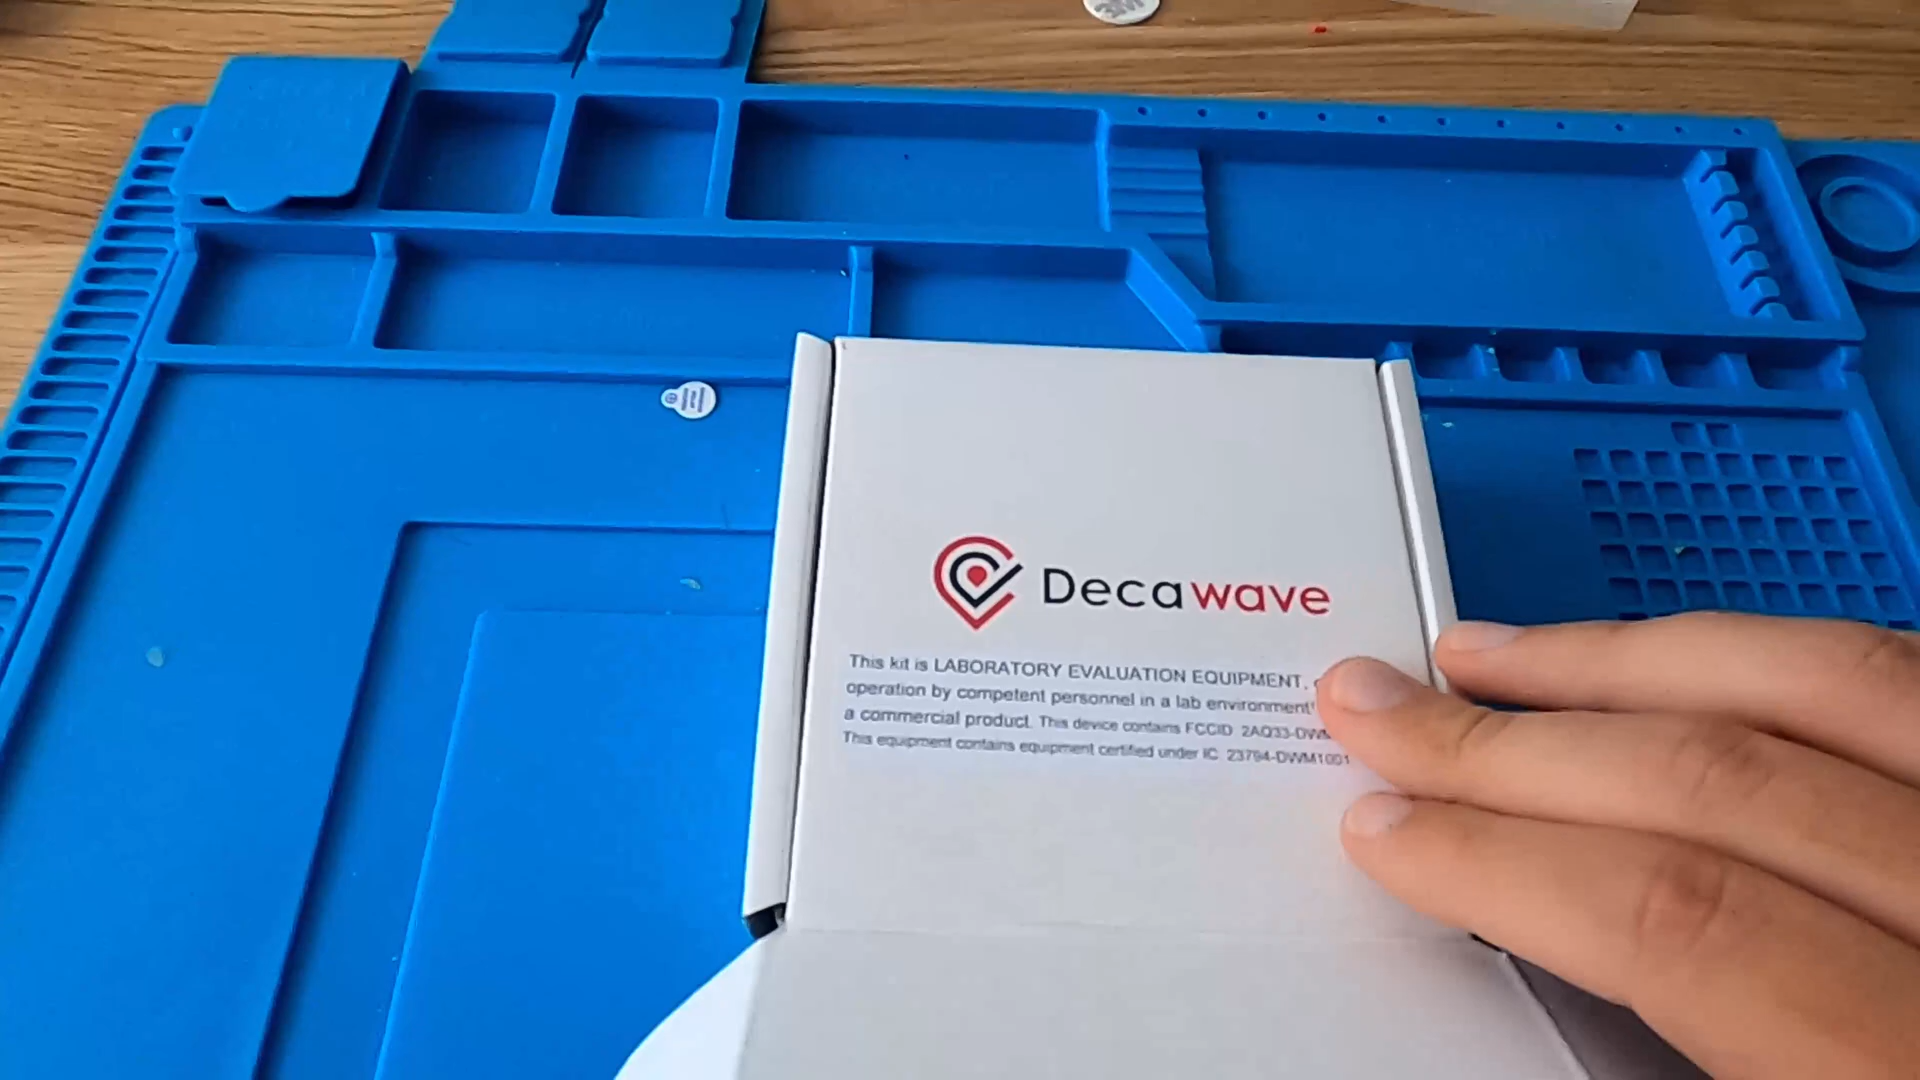 Decawave
This kit is LABORATORY EVALUATION EQUIPMENT,
operation by competent personnel in a lab environment
a commercial product. This device contains FCCID 2AQ33-DWM
This equipment contains equipment certified under IC 23794-DWM1001